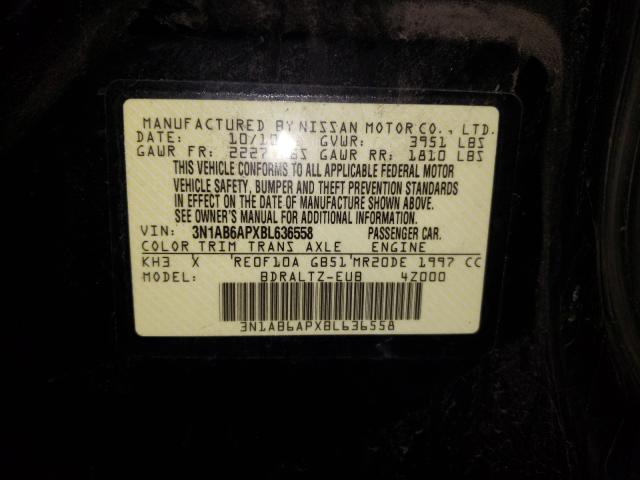 MANUFACTURED BY NISSAN MOTOR CO., LTD.
DATE: 10/10 GVWR: 3951 LBS
GAWR FR: LBS GAWR RR: 1810 LBS
THIS VEHICLE CONFORMS TO ALL APPLICABLE FEDERAL MOTOR
VEHICLE SAFETY, BUMPER AND THEFT PREVENTION STANDARDS
IN EFFECT ON THE DATE OF MANUFACTURE SHOWN ABOVE.
SEE OWNER'S MANUAL FOR ADDITIONAL INFORMATION.
VIN: 3N1AB6APXBL636558 PASSENGER CAR.
COLOR TRIM TRANS AXLE ENGINE
KH3 X 'RE0F10A GB51'MR20DE 1997 CC
MODEL: BDRALTZ-EUB 4Z000
3N1AB6APXBL636558